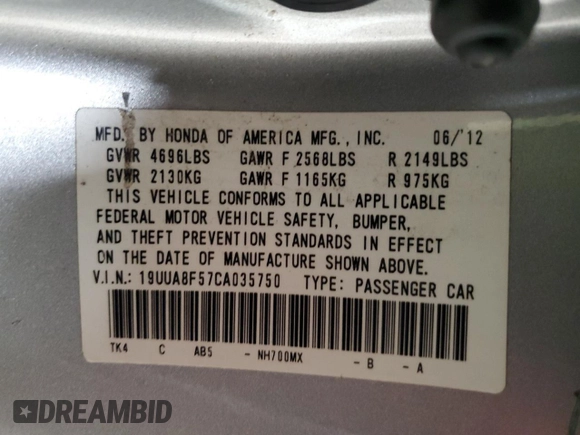 MFD. BY HONDA OF AMERICA MFG., INC. 06/'12
GVWR 4696LBS GAWR F 2568LBS R 2149LBS
GVWR 2130KG GAWR F 1165KG R 975KG
THIS VEHICLE CONFORMS TO ALL APPLICABLE
FEDERAL MOTOR VEHICLE SAFETY, BUMPER,
AND THEFT PREVENTION STANDARDS IN EFFECT
ON THE DATE OF MANUFACTURE SHOWN ABOVE.
V.I.N.: 19UUA8F57CA035750 TYPE: PASSENGER CAR
TK4 C AB5 - NH700MX - B - A
DREAMBID